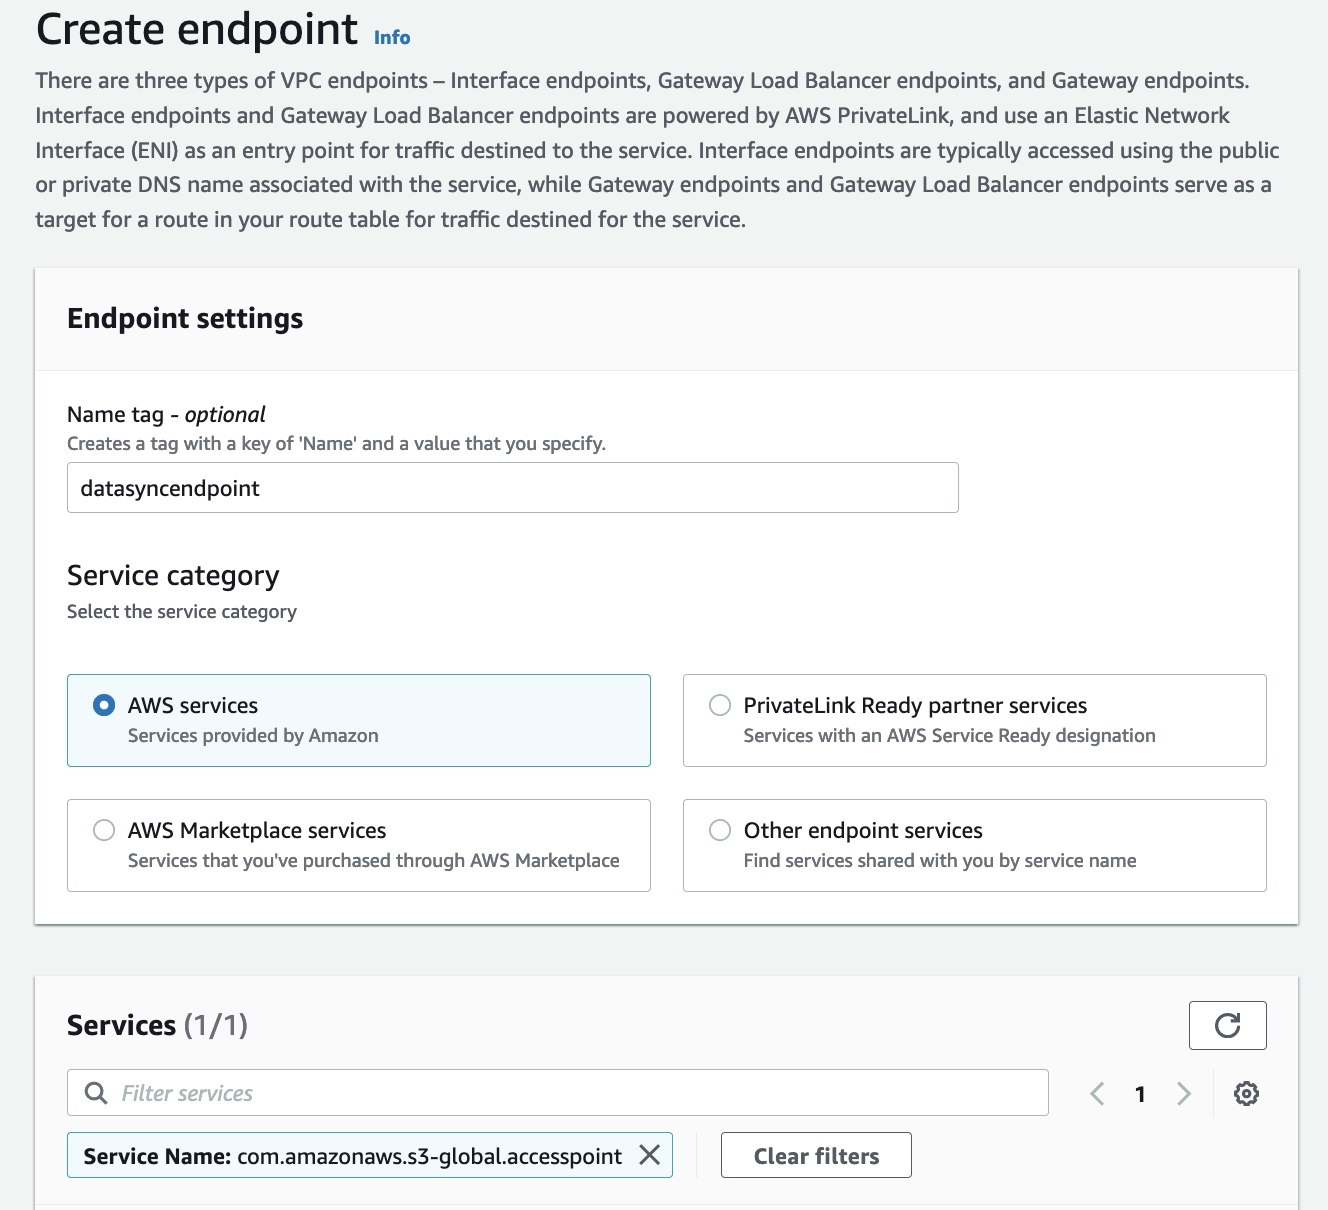 Create endpoint Info
There are three types of VPC endpoints – Interface endpoints, Gateway Load Balancer endpoints, and Gateway endpoints.
Interface endpoints and Gateway Load Balancer endpoints are powered by AWS PrivateLink, and use an Elastic Network
Interface (ENI) as an entry point for traffic destined to the service. Interface endpoints are typically accessed using the public
or private DNS name associated with the service, while Gateway endpoints and Gateway Load Balancer endpoints serve as a
target for a route in your route table for traffic destined for the service.
Endpoint settings
Name tag - optional
Creates a tag with a key of 'Name' and a value that you specify.
datasyncendpoint
Service category
Select the service category
AWS services
Services provided by Amazon
PrivateLink Ready partner services
Services with an AWS Service Ready designation
AWS Marketplace services
Services that you've purchased through AWS Marketplace
Other endpoint services
Find services shared with you by service name
Services (1/1)
Filter services
1
Service Name: com.amazonaws.s3-global.accesspoint
Clear filters